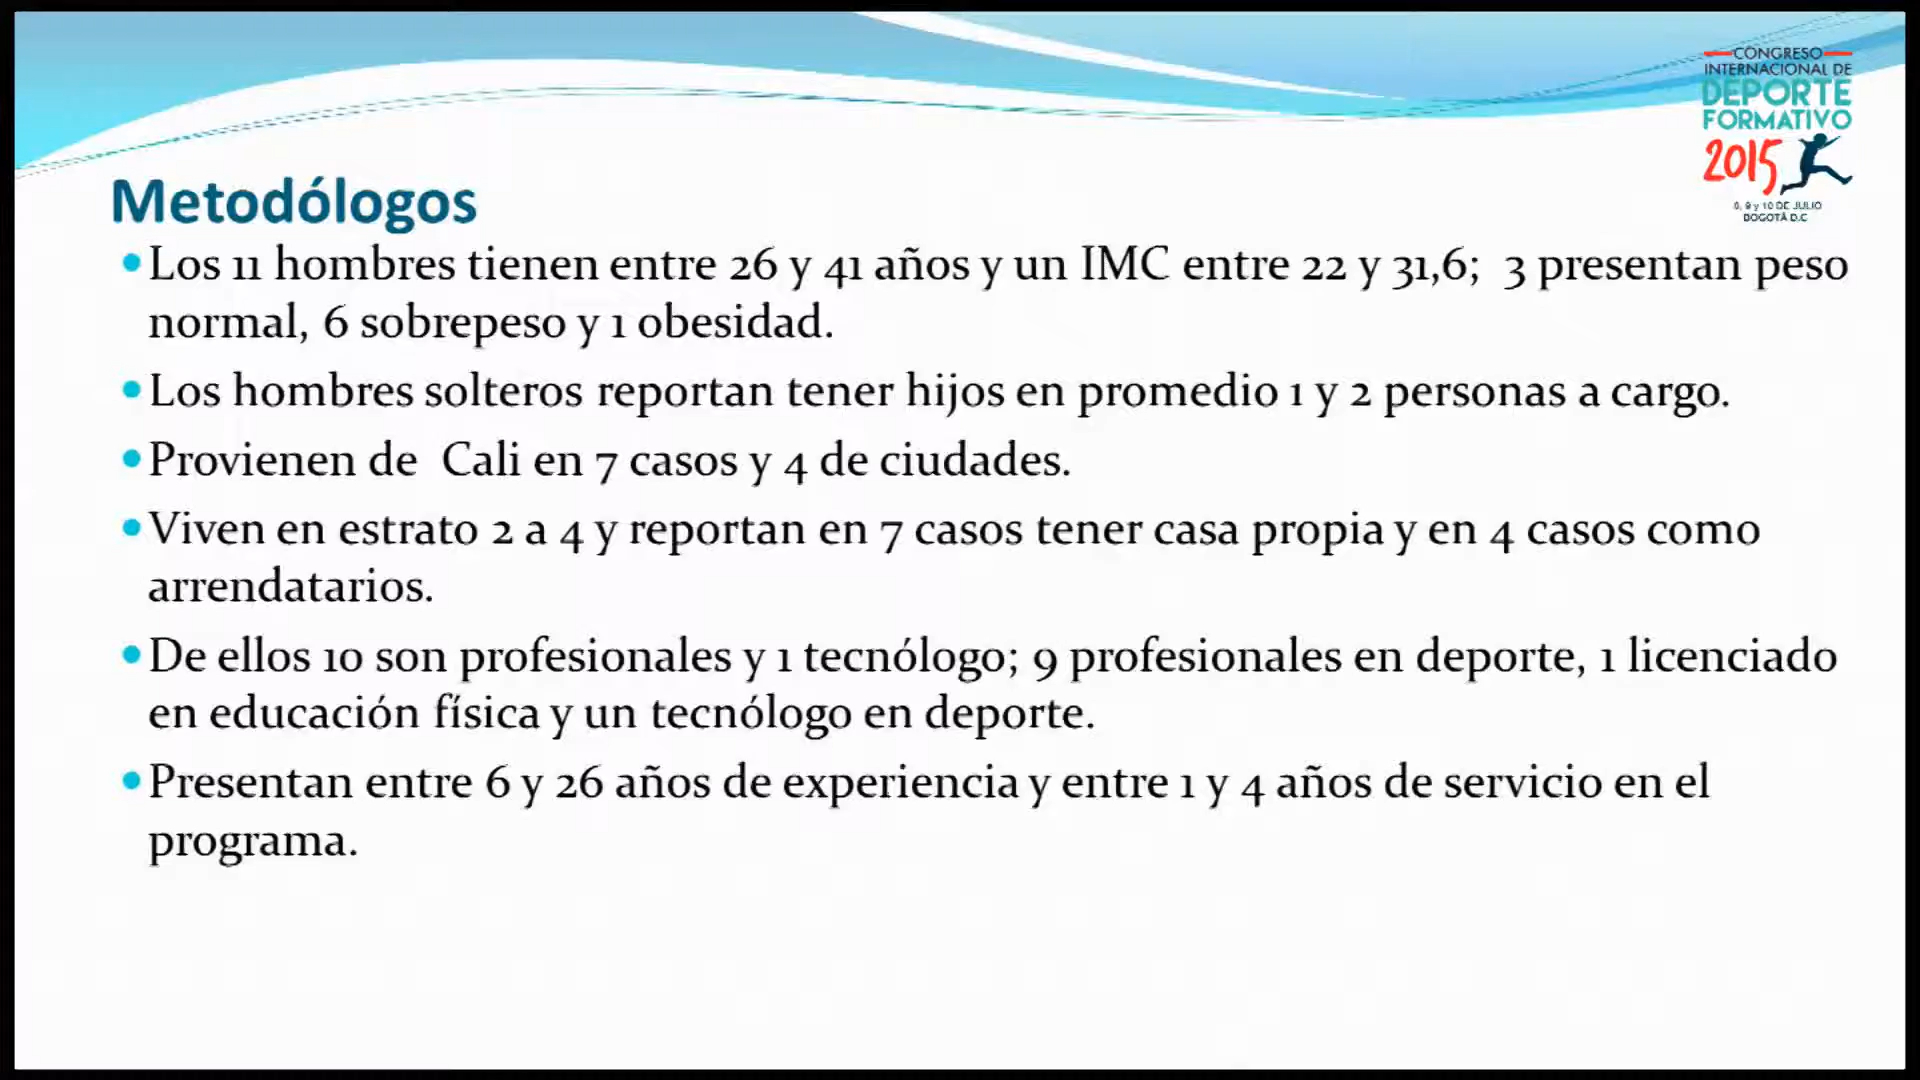 CONGRESO
INTERNACIONAL DE
DEPORTE
FORMATIVO
2015
8, 9 y 10 DE JULIO
BOGOTÁ D.C
Metodólogos
Los 11 hombres tienen entre 26 y 41 años y un IMC entre 22 y 31,6; 3 presentan peso
normal, 6 sobrepeso y 1 obesidad.
Los hombres solteros reportan tener hijos en promedio 1 y 2 personas a cargo.
Provienen de Cali en 7 casos y 4 de ciudades.
Viven en estrato 2 a 4 y reportan en 7 casos tener casa propia y en 4 casos como
arrendatarios.
De ellos 10 son profesionales y 1 tecnólogo; 9 profesionales en deporte, 1 licenciado
en educación física y un tecnólogo en deporte.
Presentan entre 6 y 26 años de experiencia y entre 1 y 4 años de servicio en el
programa.